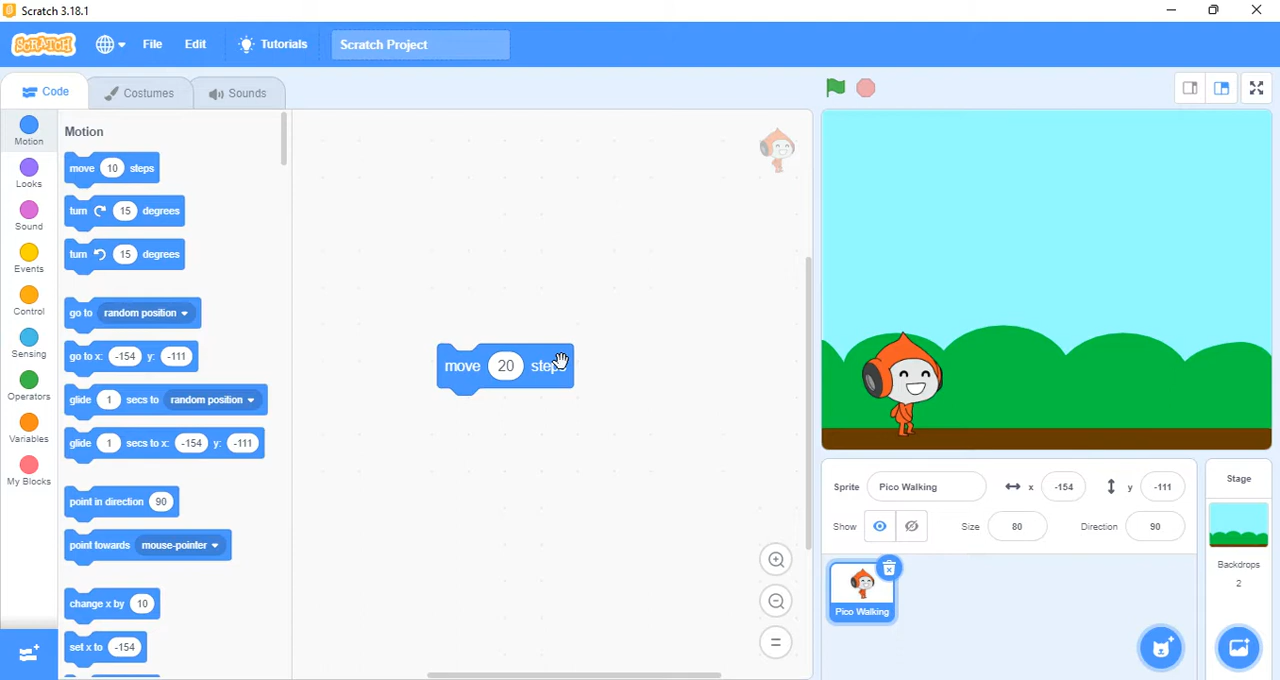 Scratch 3.18.1
SCRATCH File Edit Tutorials Scratch Project
Code Costumes Sounds
Motion
Looks
Sound
Events
Control
Sensing
Operators
Variables
My Blocks
Motion
move 10 steps
turn 15 degrees
turn 15 degrees
go to random position
go to x: -154 y: -111
glide 1 secs to random position
glide 1 secs to x: -154 y: -111
point in direction 90
point towards mouse-pointer
change x by 10
set x to -154
move 20 steps
Sprite Pico Walking x -154 y -111
Show Size 80 Direction 90
Pico Walking
Stage
Backdrops
2